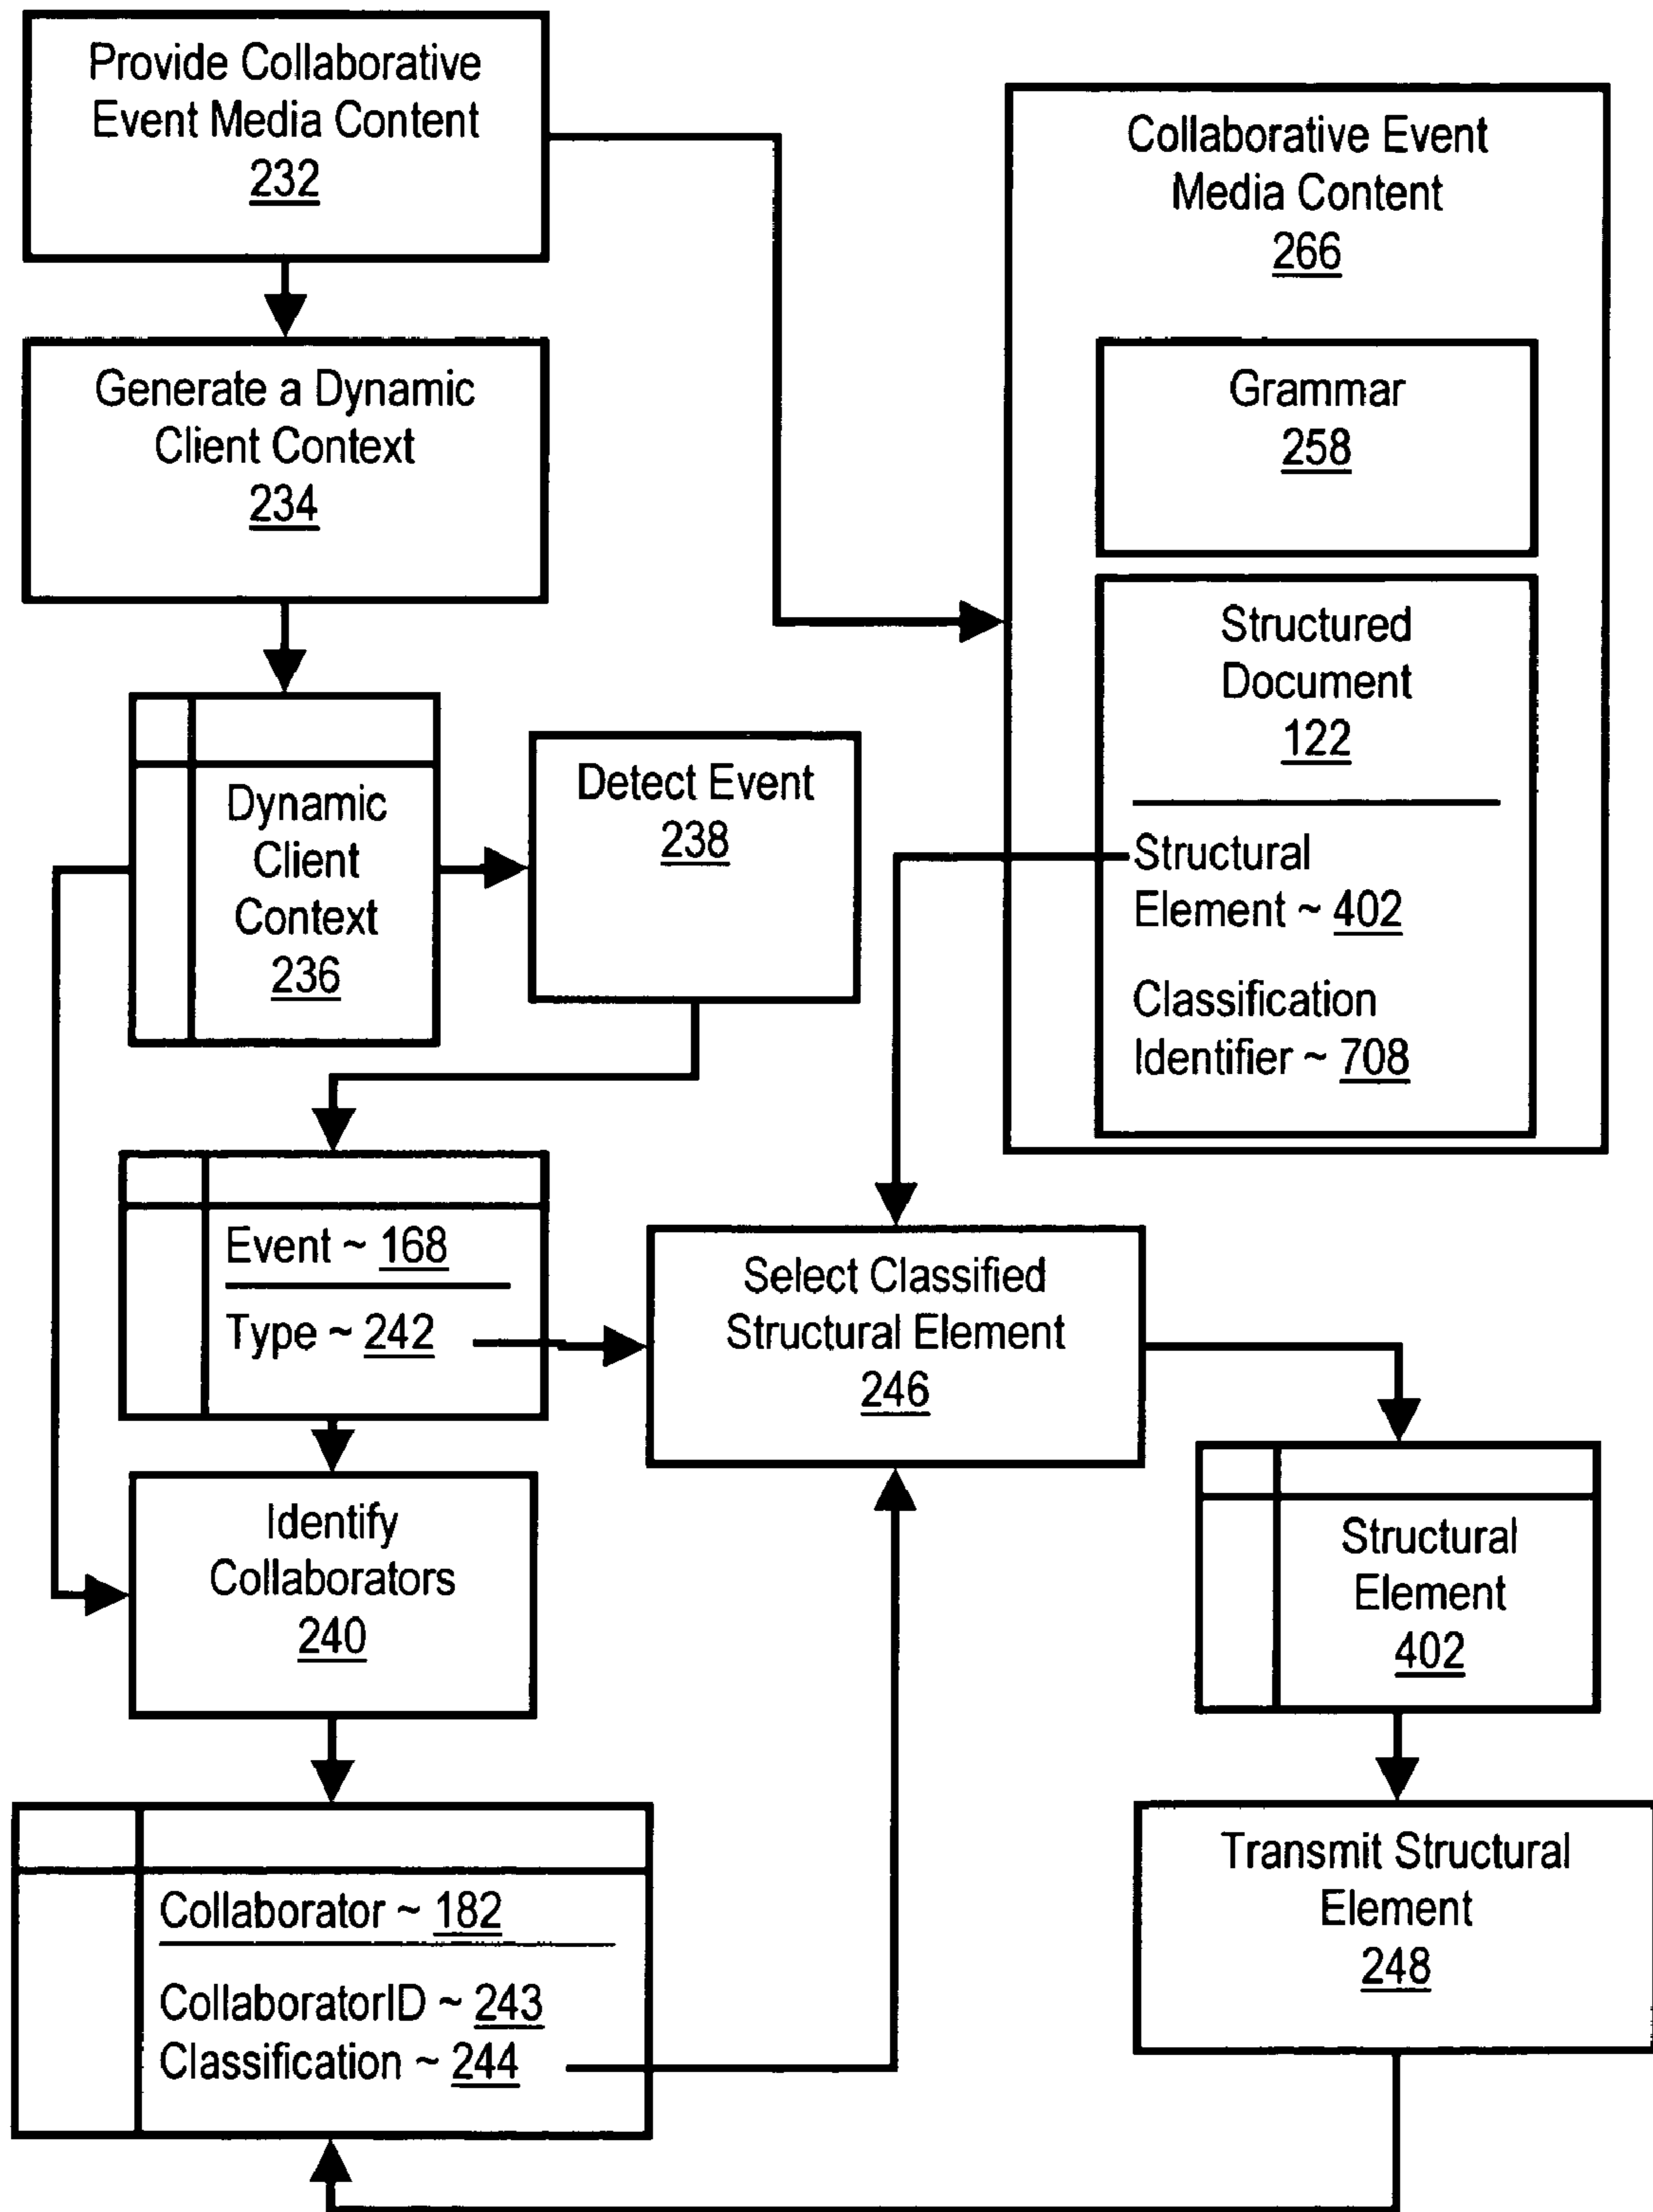 Provide Collaborative
Event Media Content
232
Generate a Dynamic
Client Context
234
Dynamic
Client
Context
236
Detect Event
238
Event ~ 168
Type ~ 242
Identify
Collaborators
240
Collaborator ~ 182
CollaboratorID ~ 243
Classification ~ 244
Collaborative Event
Media Content
266
Grammar
258
Structured
Document
122
Structural
Element ~ 402
Classification
Identifier ~ 708
Select Classified
Structural Element
246
Structural
Element
402
Transmit Structural
Element
248